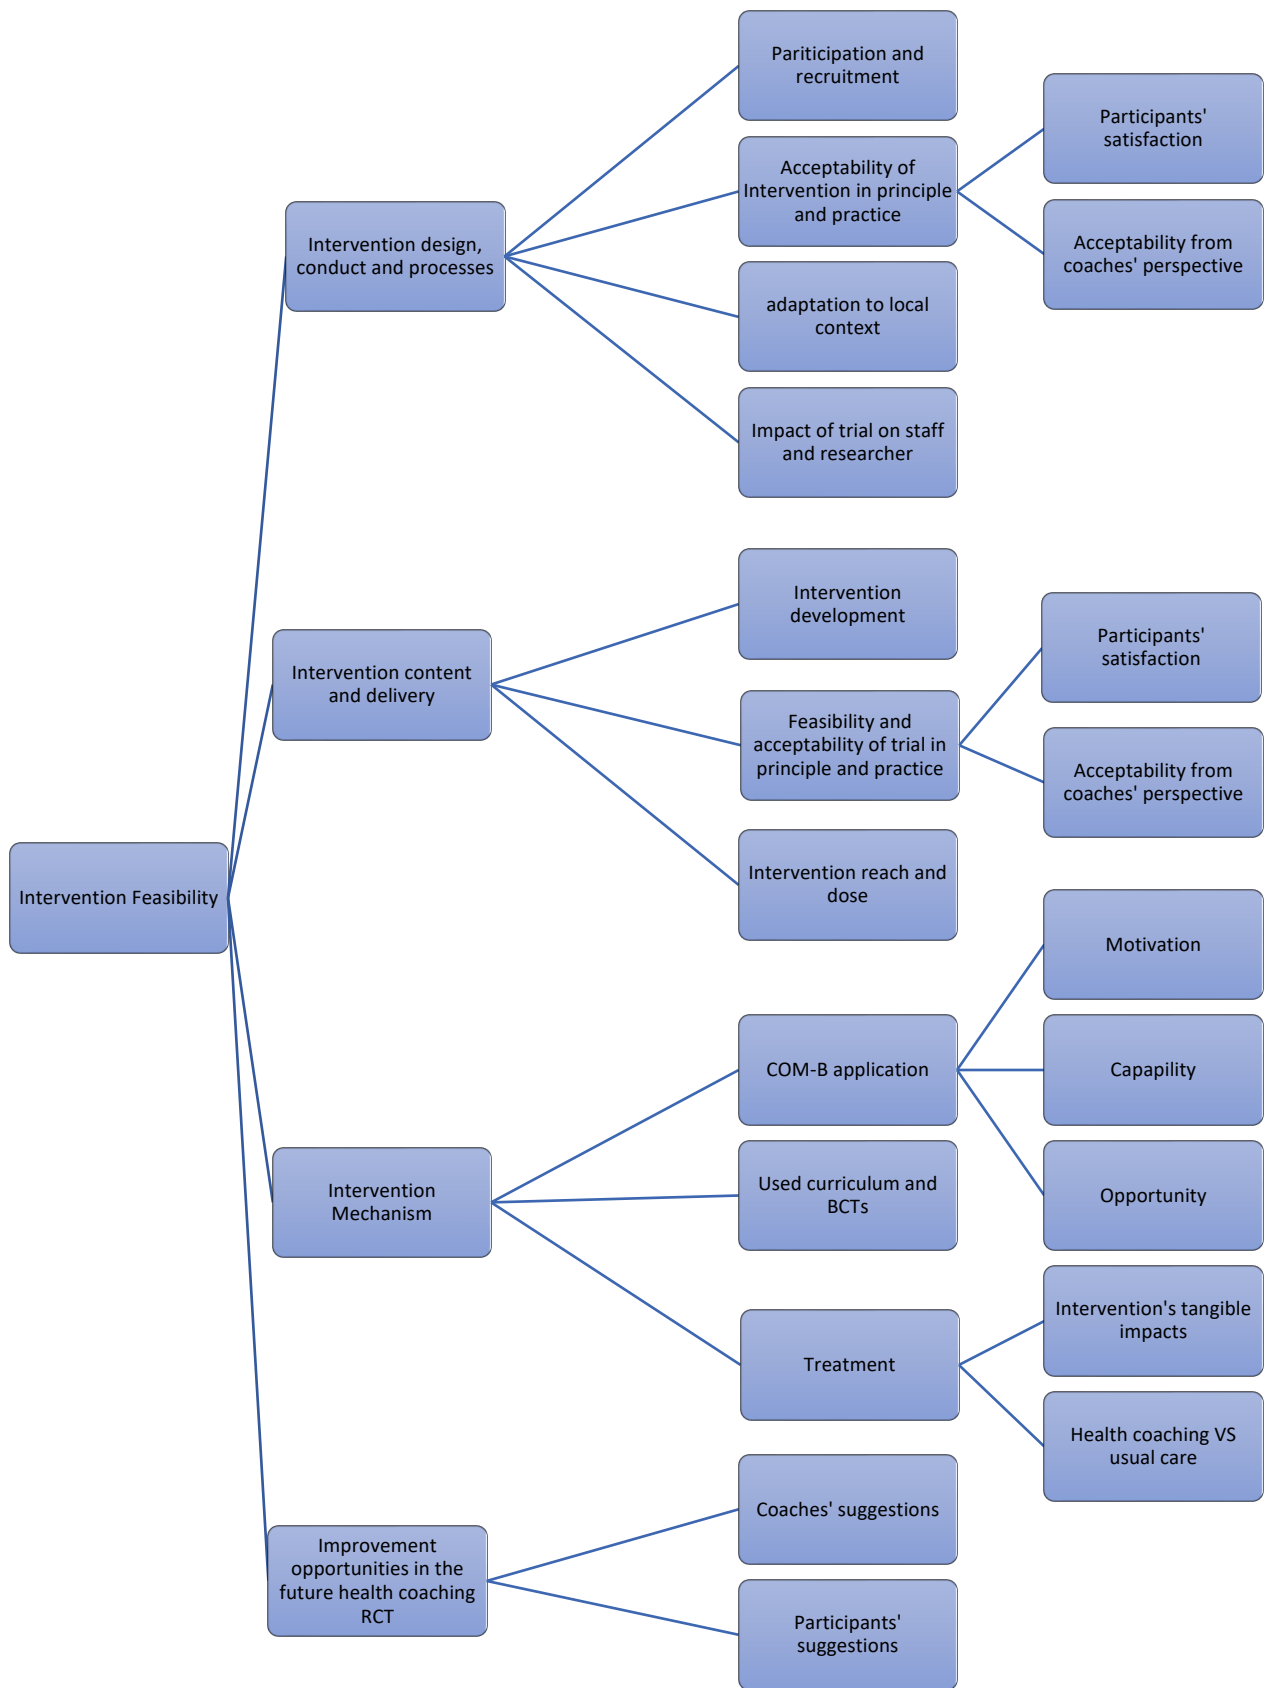 Intervention Feasibility
Intervention design,
conduct and processes
Pariticipation and
recruitment
Acceptability of
Intervention in principle
and practice
Participants'
satisfaction
Acceptability from
coaches' perspective
adaptation to local
context
Impact of trial on staff
and researcher
Intervention content
and delivery
Intervention
development
Feasibility and
acceptability of trial in
principle and practice
Participants'
satisfaction
Acceptability from
coaches' perspective
Intervention reach and
dose
Intervention
Mechanism
COM-B application
Motivation
Capapility
Opportunity
Used curriculum and
BCTs
Treatment
Intervention's tangible
impacts
Health coaching VS
usual care
Improvement
opportunities in the
future health coaching
RCT
Coaches' suggestions
Participants'
suggestions